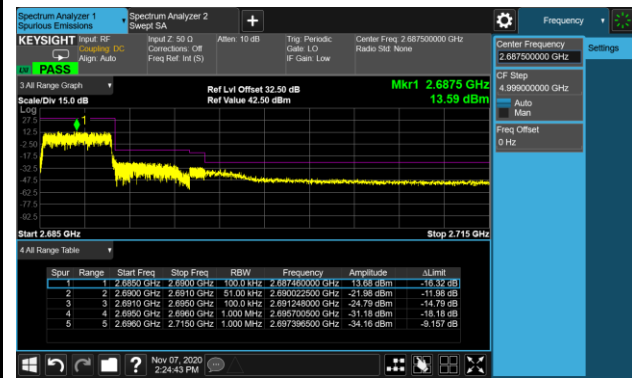 Spectrum Analyzer 1
Spurious Emissions
Spectrum Analyzer 2
Swept SA
Frequency
KEYSIGHT
Input: RF
Coupling: DC
Align: Auto
Input Z: 50 Ω
Corrections: Off
Freq Ref: Int (S)
Atten: 10 dB
Trig: Periodic
Gate: LO
IF Gain: Low
Center Freq: 2.687500000 GHz
Radio Std: None
PASS
Center Frequency
2.687500000 GHz
Settings
CF Step
4.999000000 GHz
Auto
Man
Freq Offset
0 Hz
3 All Range Graph
Scale/Div 15.0 dB
Ref Lvl Offset 32.50 dB
Ref Value 42.50 dBm
Mkr1 2.6875 GHz
13.59 dBm
Log
27.5
12.5
-2.50
-17.5
-32.5
-47.5
-62.5
-77.5
-92.5
1
Start 2.685 GHz
Stop 2.715 GHz
4 All Range Table
Spur Range Start Freq Stop Freq RBW Frequency Amplitude ΔLimit
1 1 2.6850 GHz 2.6900 GHz 100.0 kHz 2.687460000 GHz 13.68 dBm -16.32 dB
2 2 2.6900 GHz 2.6910 GHz 51.00 kHz 2.690022500 GHz -21.98 dBm -11.98 dB
3 3 2.6910 GHz 2.6950 GHz 100.0 kHz 2.691248000 GHz -24.79 dBm -14.79 dB
4 4 2.6950 GHz 2.6960 GHz 1.000 MHz 2.695700500 GHz -31.18 dBm -18.18 dB
5 5 2.6960 GHz 2.7150 GHz 1.000 MHz 2.697396500 GHz -34.16 dBm -9.157 dB
Nov 07, 2020
2:24:43 PM